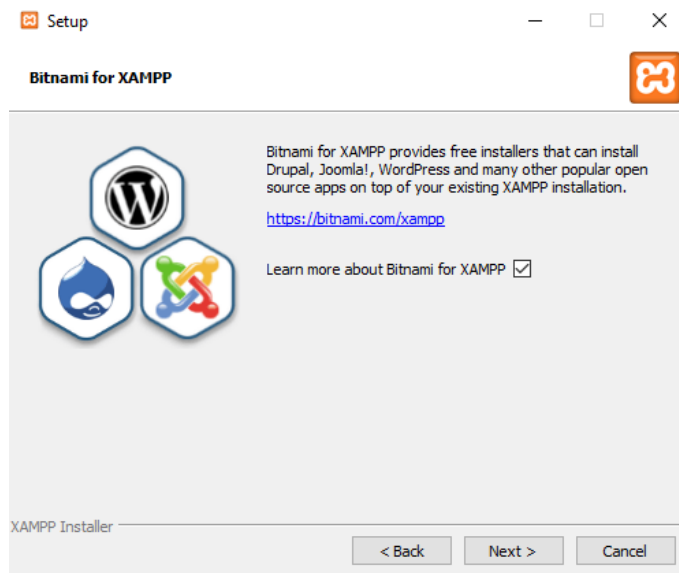 Setup
Bitnami for XAMPP
Bitnami for XAMPP provides free installers that can install
Drupal, Joomla!, WordPress and many other popular open
source apps on top of your existing XAMPP installation.
https://bitnami.com/xampp
Learn more about Bitnami for XAMPP
XAMPP Installer
< Back
Next >
Cancel